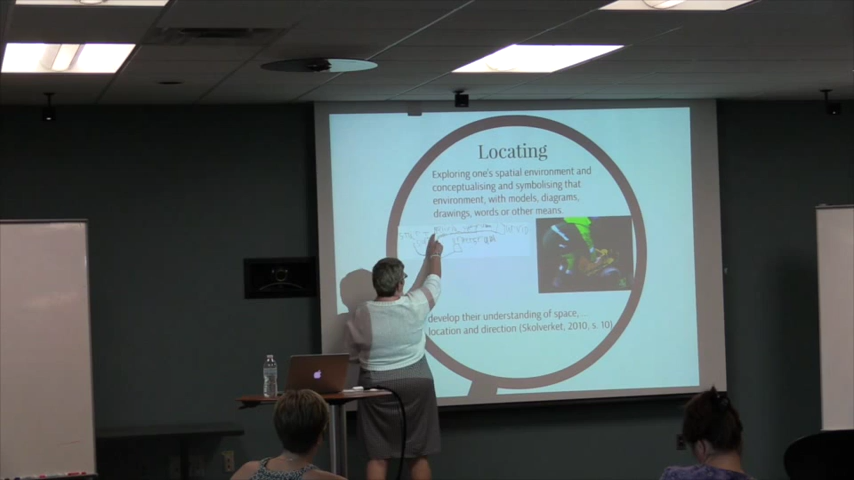 Locating
Exploring one's spatial environment and
conceptualising and symbolising that
environment, with models, diagrams,
drawings, words or other means.
develop their understanding of space, ...
location and direction (Skolverket, 2010, s. 10)